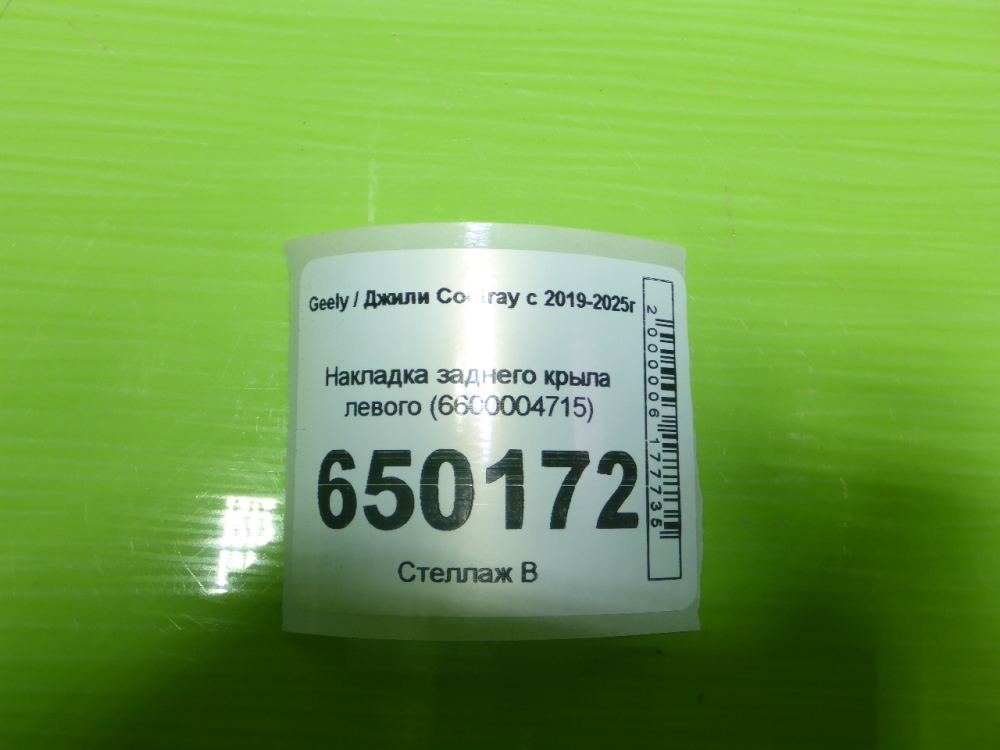 Geely / Джили Coolray с 2019-2025г
Накладка заднего крыла
левого (6600004715)
650172
Стеллаж В
2000006177735